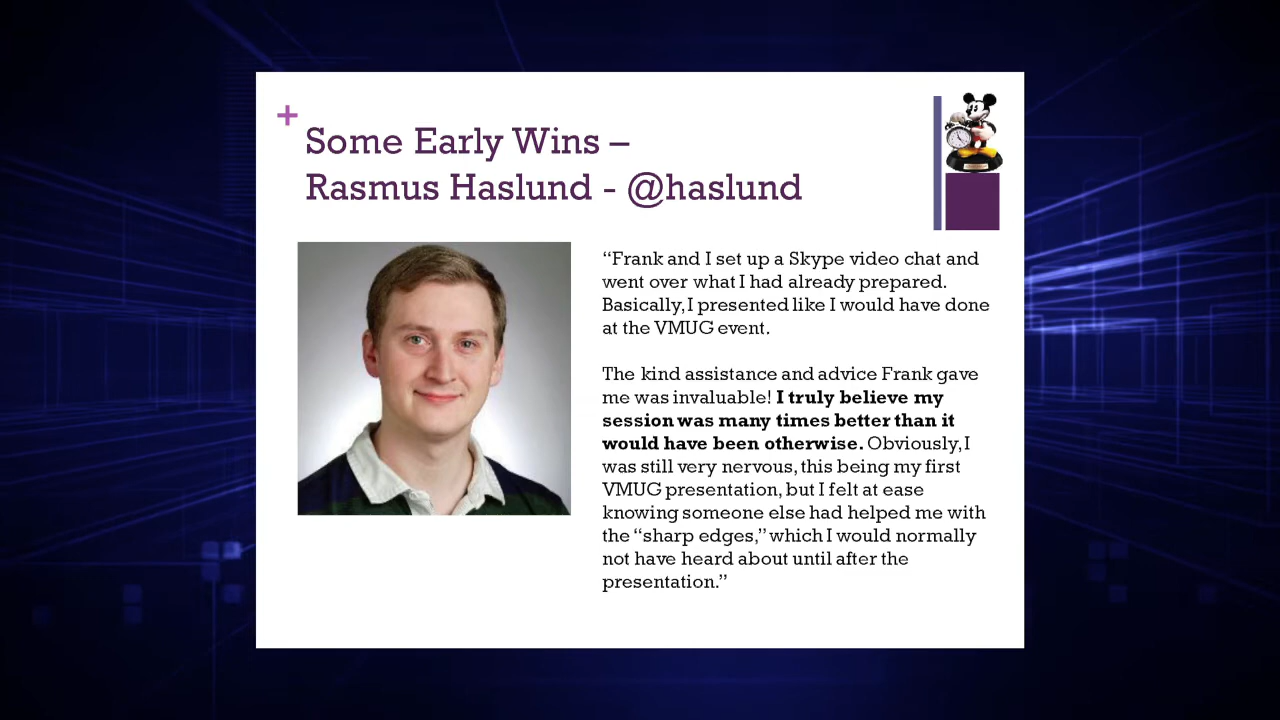 +
Some Early Wins –
Rasmus Haslund - @haslund
“Frank and I set up a Skype video chat and
went over what I had already prepared.
Basically, I presented like I would have done
at the VMUG event.
The kind assistance and advice Frank gave
me was invaluable! I truly believe my
session was many times better than it
would have been otherwise. Obviously, I
was still very nervous, this being my first
VMUG presentation, but I felt at ease
knowing someone else had helped me with
the “sharp edges,” which I would normally
not have heard about until after the
presentation.”